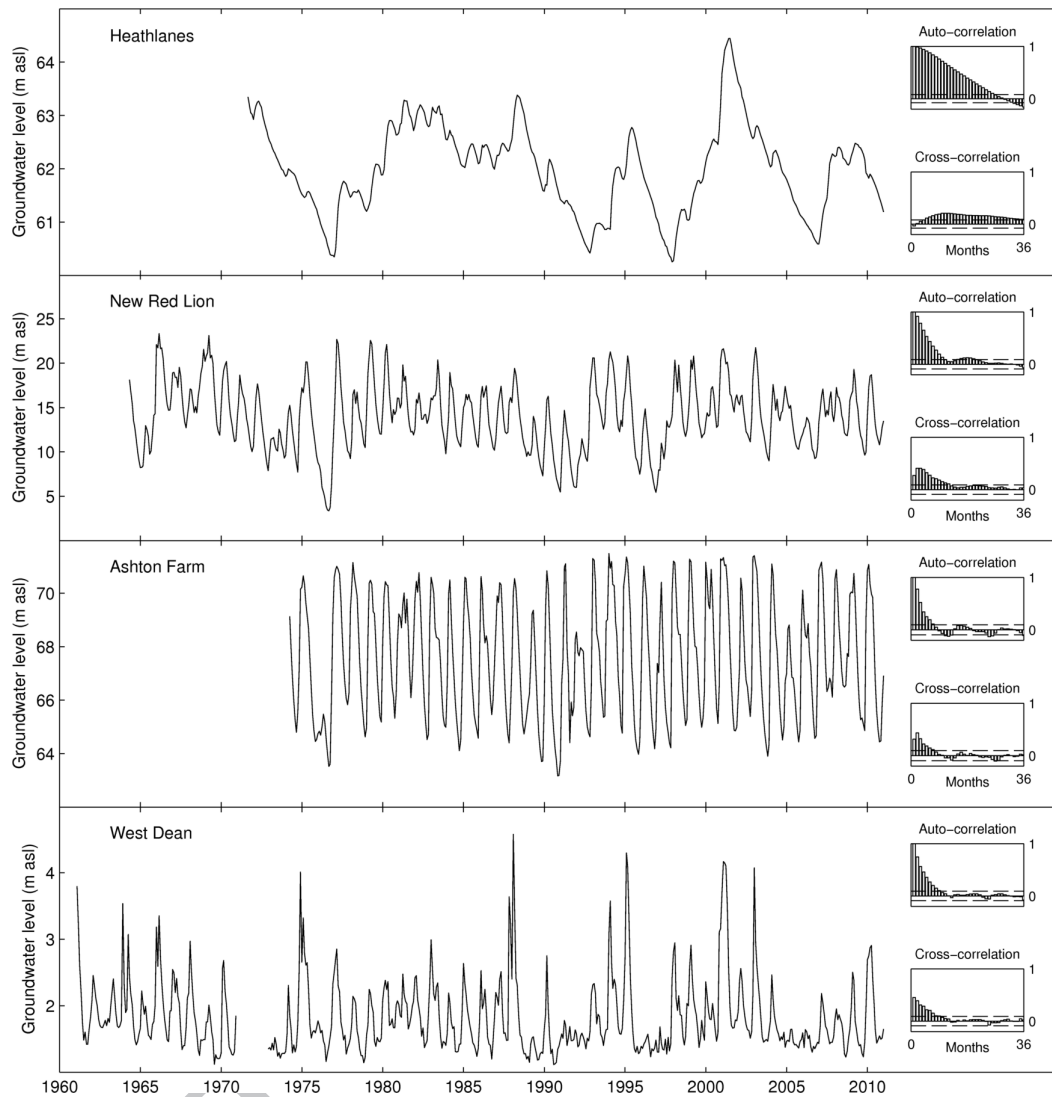 Heathlanes
Groundwater level (m asl)
64
63
62
61
Auto-correlation
1
0
Cross-correlation
1
0
0
36
Months
New Red Lion
Groundwater level (m asl)
25
20
15
10
5
Auto-correlation
1
0
Cross-correlation
1
0
0
36
Months
Ashton Farm
Groundwater level (m asl)
70
68
66
64
Auto-correlation
1
0
Cross-correlation
1
0
0
36
Months
West Dean
Groundwater level (m asl)
4
3
2
Auto-correlation
1
0
Cross-correlation
1
0
0
36
Months
1960 1965 1970 1975 1980 1985 1990 1995 2000 2005 2010